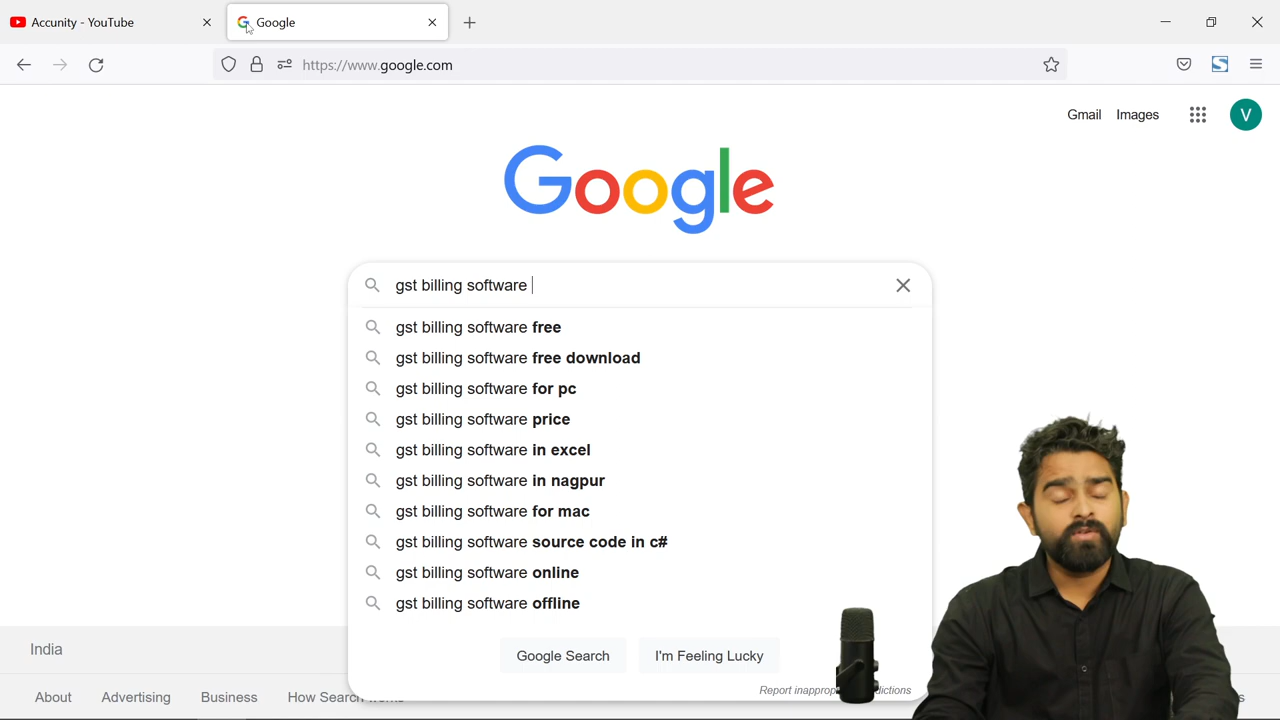 Accunity - YouTube
Google
https://www.google.com
Gmail Images
V
Google
gst billing software
gst billing software free
gst billing software free download
gst billing software for pc
gst billing software price
gst billing software in excel
gst billing software in nagpur
gst billing software for mac
gst billing software source code in c#
gst billing software online
gst billing software offline
Google Search I'm Feeling Lucky
Report
India
About Advertising Business How Search